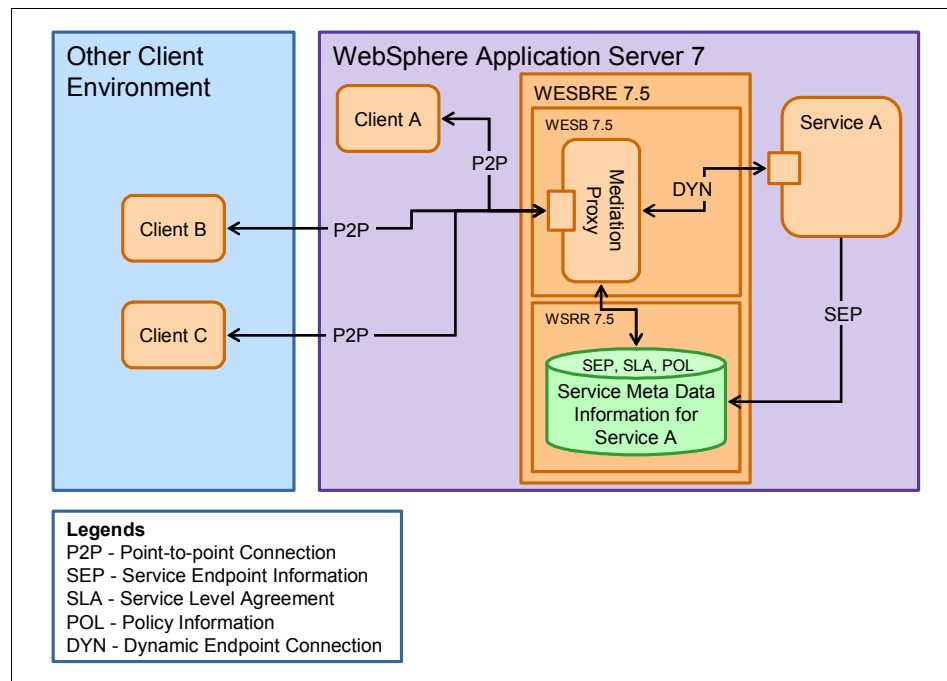 Other Client
Environment
WebSphere Application Server 7
WESBRE 7.5
WESB 7.5
Client A
Service A
P2P
Mediation
Proxy
DYN
Client B
P2P
Client C
P2P
SEP
WSRR 7.5
SEP, SLA, POL
Service Meta Data
Information for
Service A
Legends
P2P - Point-to-point Connection
SEP - Service Endpoint Information
SLA - Service Level Agreement
POL - Policy Information
DYN - Dynamic Endpoint Connection